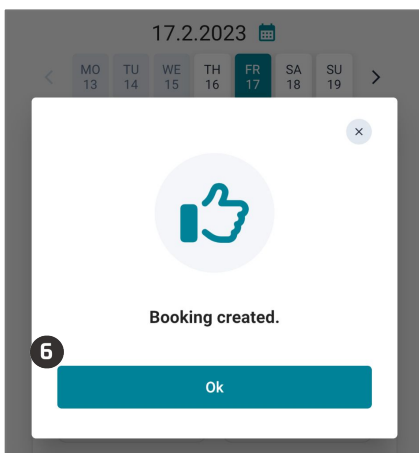 17.2.2023
MO TU WE TH FR SA SU
13 14 15 16 17 18 19
Booking created.
6
Ok